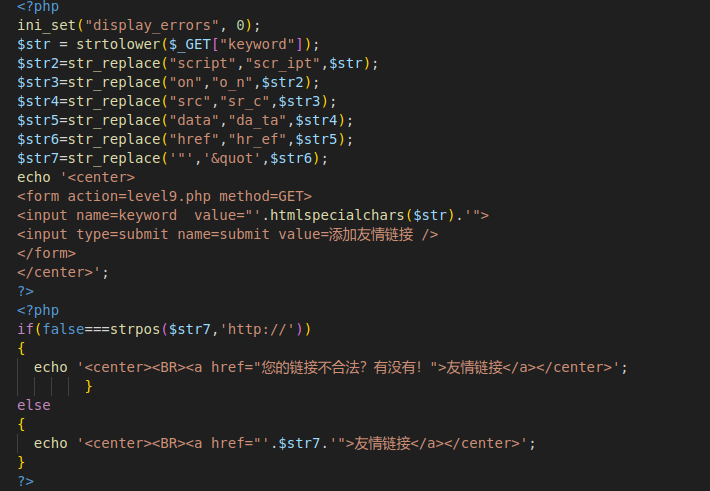 <?php
ini_set("display_errors", 0);
$str = strtolower($_GET["keyword"]);
$str2=str_replace("script","scr_ipt",$str);
$str3=str_replace("on","o_n",$str2);
$str4=str_replace("src","sr_c",$str3);
$str5=str_replace("data","da_ta",$str4);
$str6=str_replace("href","hr_ef",$str5);
$str7=str_replace('"','&quot',$str6);
echo '<center>
<form action=level9.php method=GET>
<input name=keyword  value="'.htmlspecialchars($str).'">
<input type=submit name=submit value=添加友情链接 />
</form>
</center>';
?>
<?php
if(false===strpos($str7,'http://'))
{
  echo '<center><BR><a href="您的链接不合法？有没有！">友情链接</a></center>';
        }
else
{
  echo '<center><BR><a href="'.$str7.'">友情链接</a></center>';
}
?>